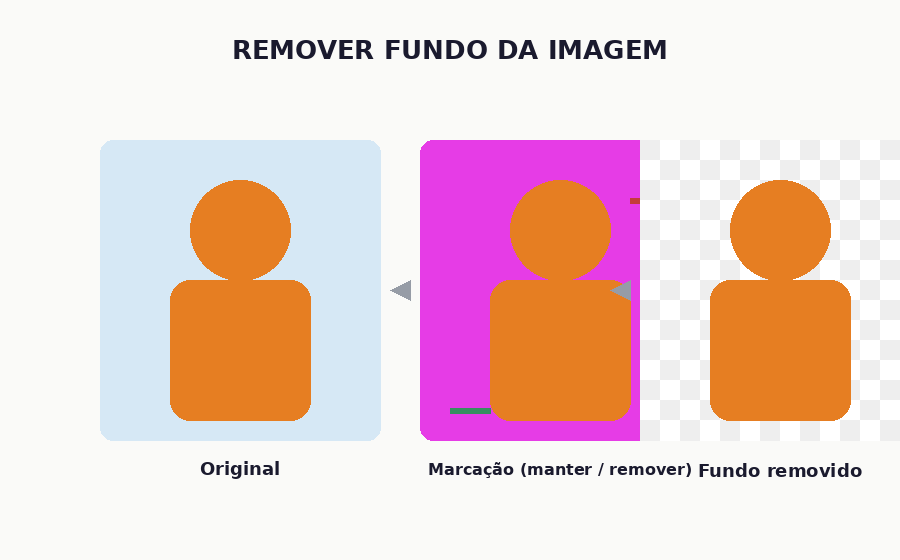 REMOVER FUNDO DA IMAGEM
Original
Marcação (manter / remover)
Fundo removido